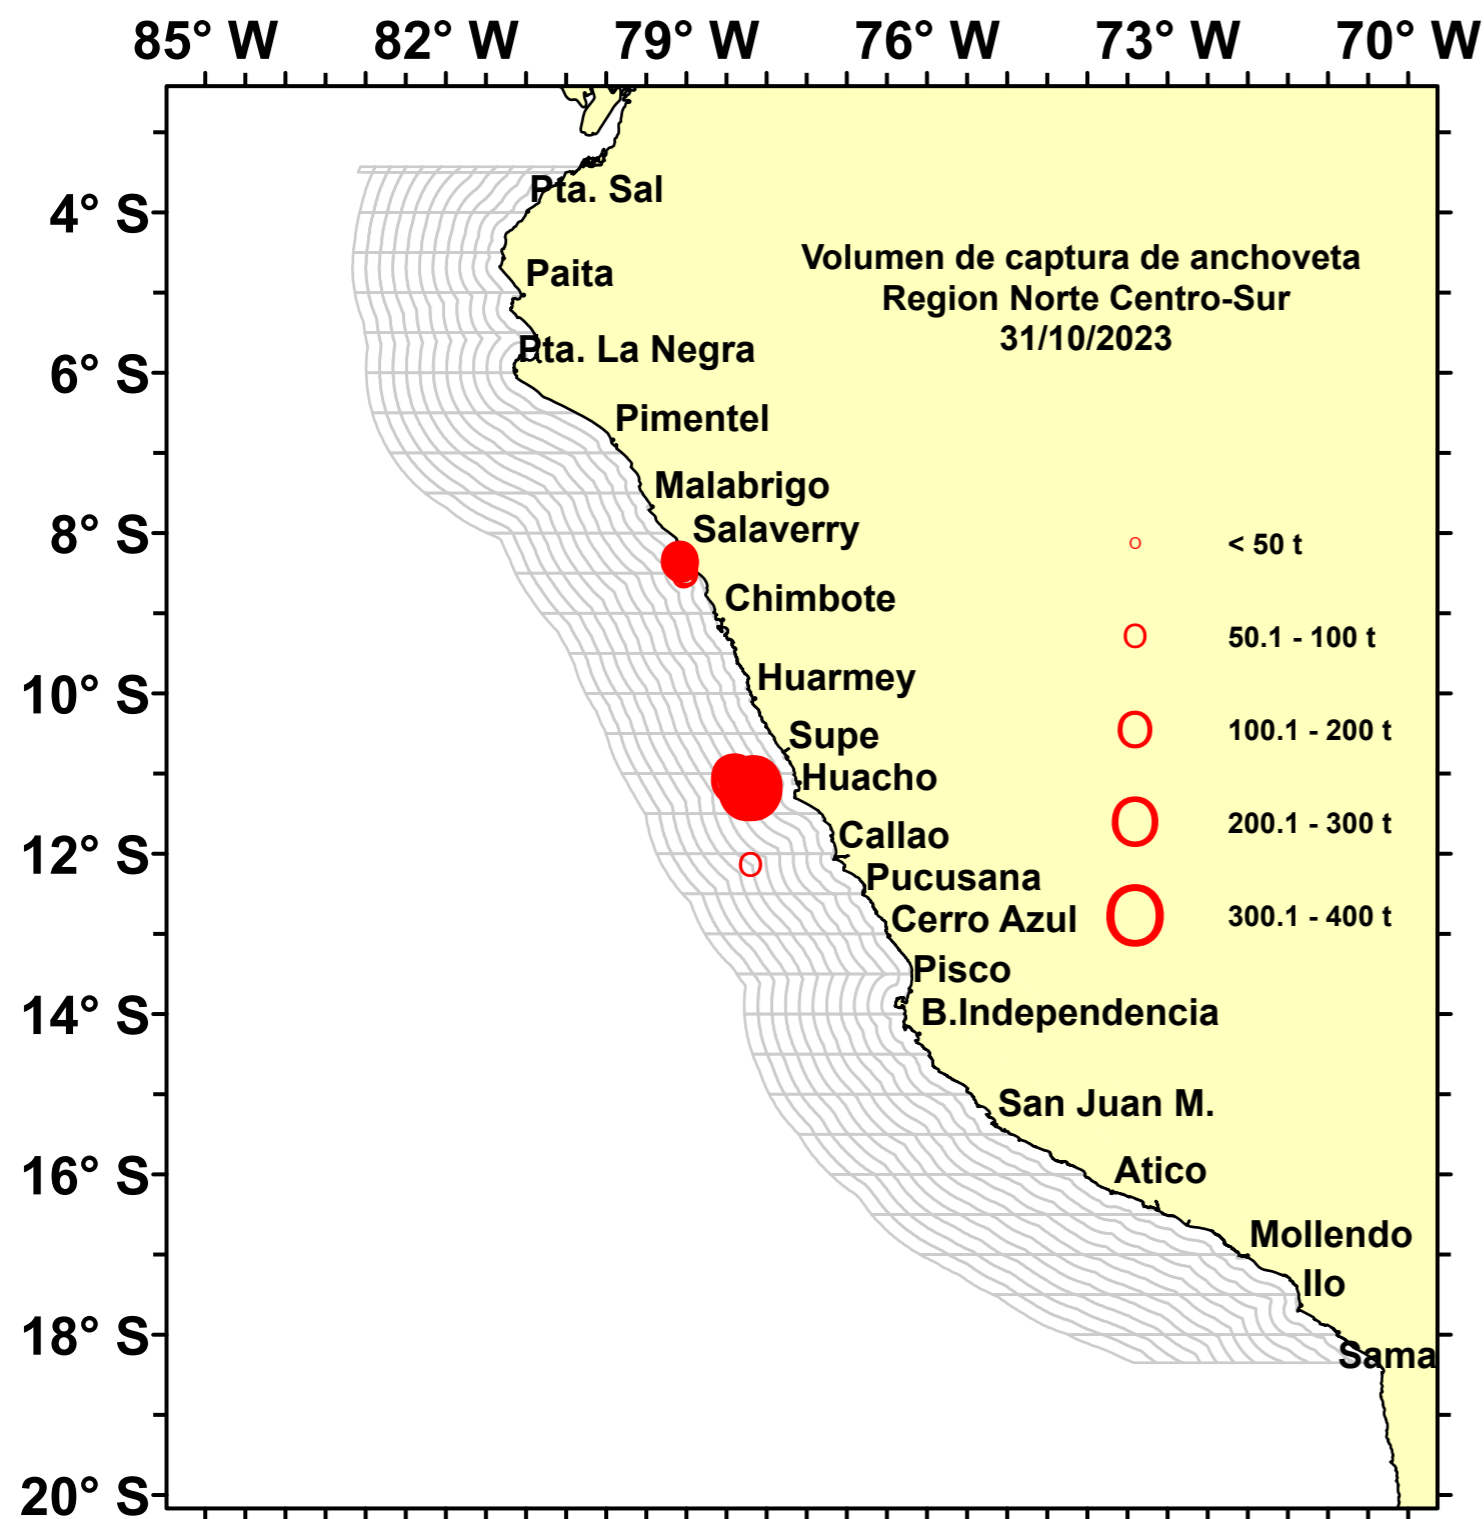 85° W 82° W 79° W 76° W 73° W 70° W
4° S
6° S
8° S
10° S
12° S
14° S
16° S
18° S
20° S
Pta. Sal
Paita
Pta. La Negra
Pimentel
Malabrigo
Salaverry
Chimbote
Huarmey
Supe
Huacho
Callao
Pucusana
Cerro Azul
Pisco
B.Independencia
San Juan M.
Atico
Mollendo
Ilo
Sama
Volumen de captura de anchoveta
Region Norte Centro-Sur
31/10/2023
< 50 t
50.1 - 100 t
100.1 - 200 t
200.1 - 300 t
300.1 - 400 t